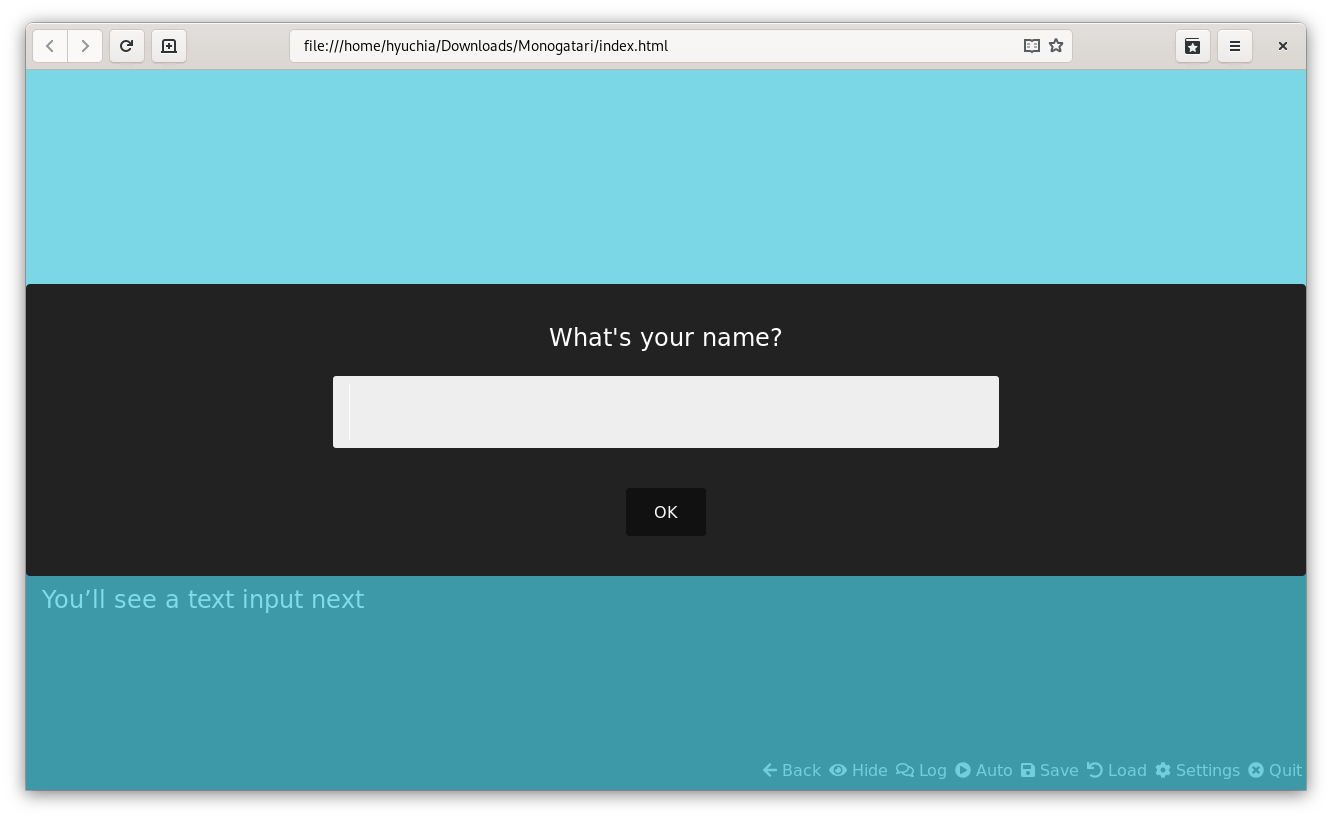 file:///home/hyuchia/Downloads/Monogatari/index.html
What's your name?
OK
You’ll see a text input next
Back Hide Log Auto Save Load Settings Quit